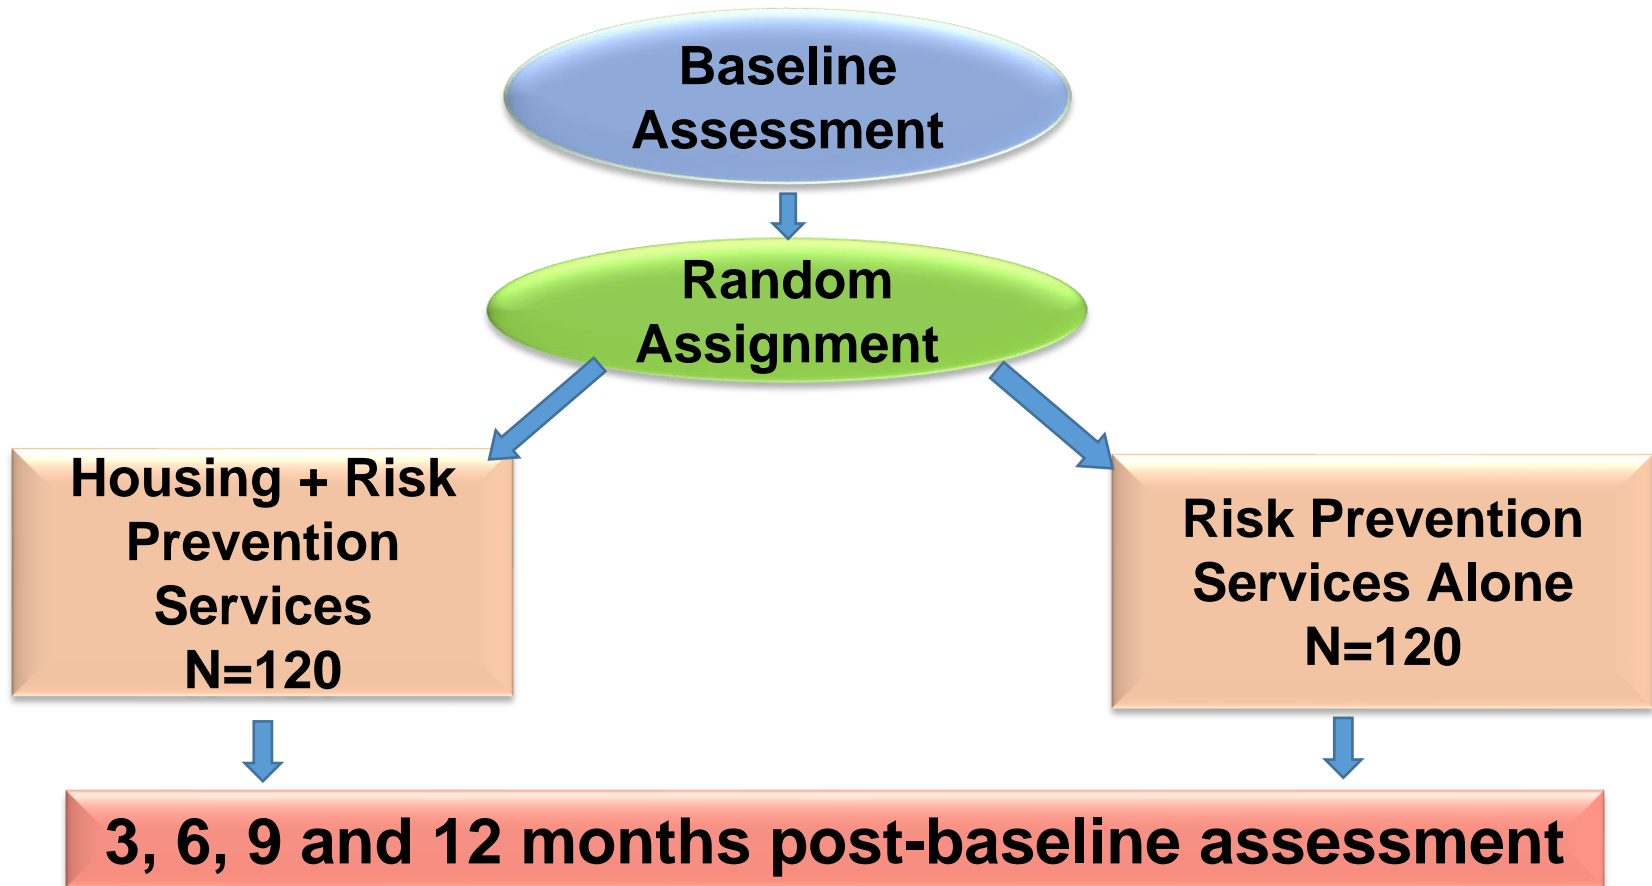 Baseline
Assessment
Random
Assignment
Housing + Risk
Prevention
Services
N=120
Risk Prevention
Services Alone
N=120
3, 6, 9 and 12 months post-baseline assessment